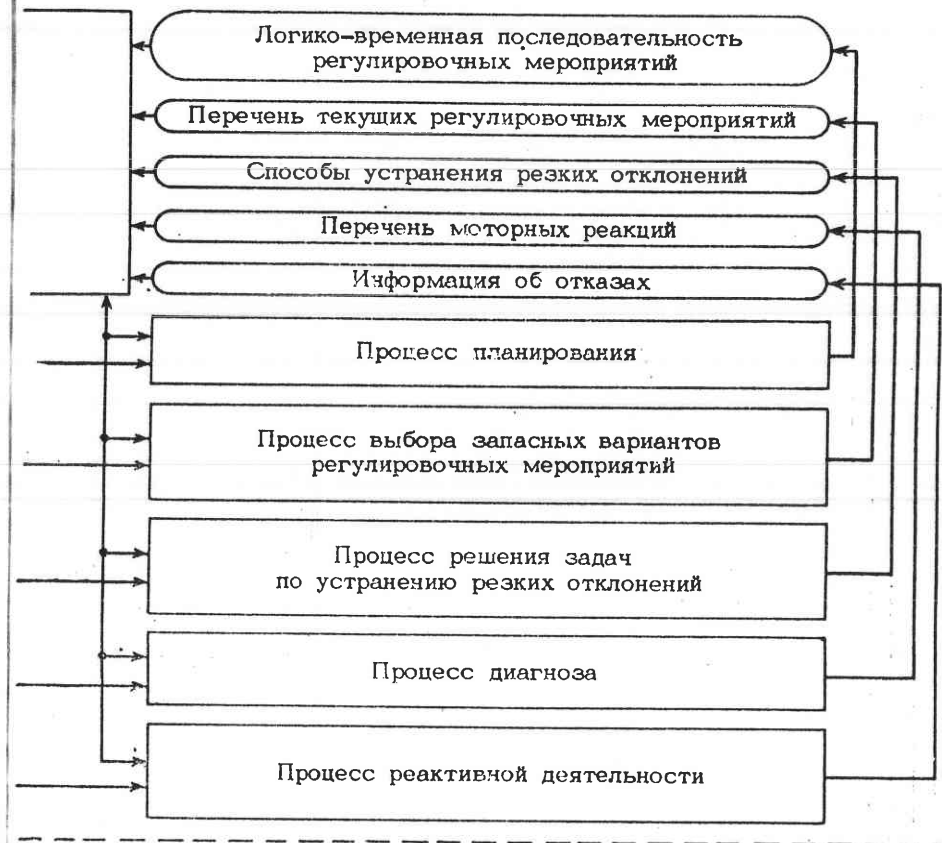 Логико-временная последовательность
регулировочных мероприятий
Перечень текущих регулировочных мероприятий
Способы устранения резких отклонений
Перечень моторных реакций
Информация об отказах
Процесс планирования
Процесс выбора запасных вариантов
регулировочных мероприятий
Процесс решения задач
по устранению резких отклонений
Процесс диагноза
Процесс реактивной деятельности